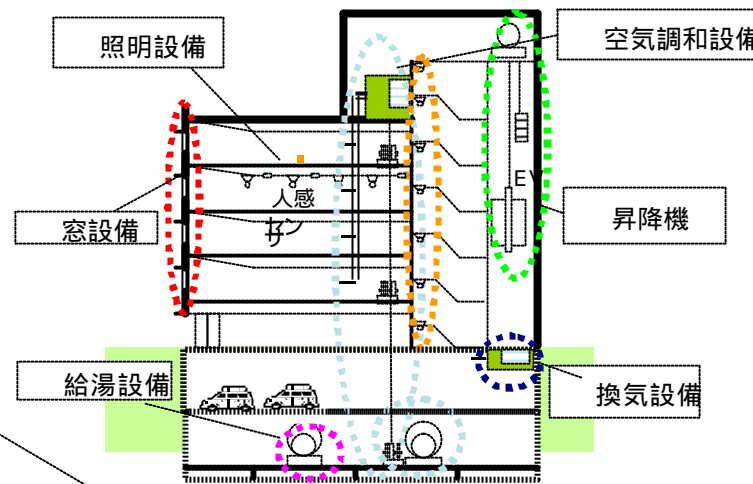 照明設備
空気調和設備
EV
人感
センサ
窓設備
昇降機
給湯設備
換気設備